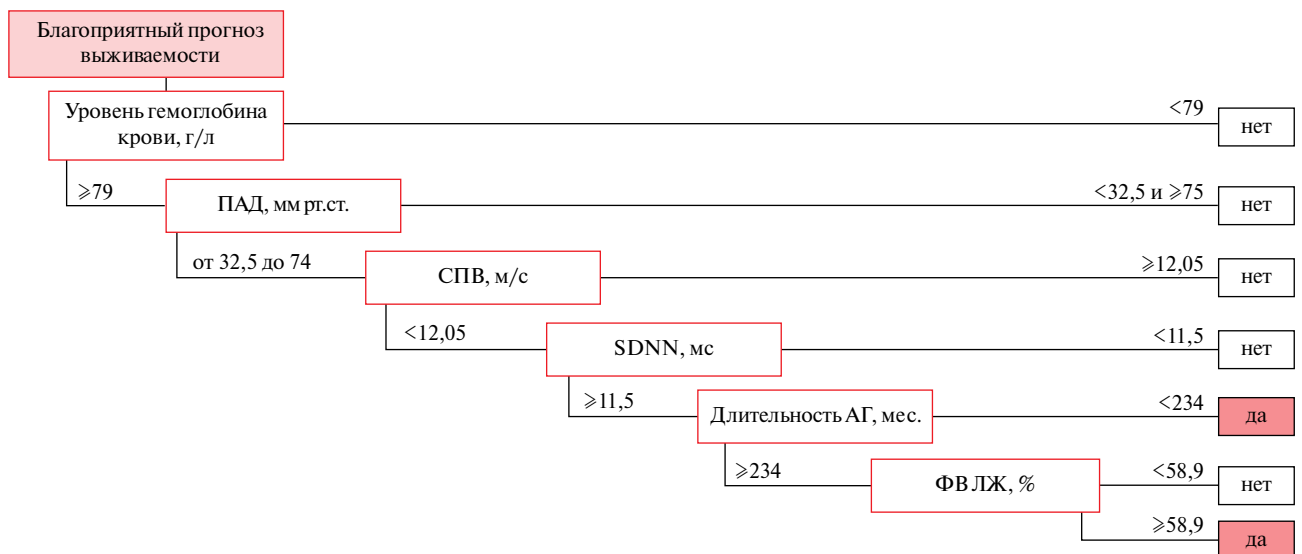 Благоприятный прогноз
выживаемости
Уровень гемоглобина
крови, г/л
<79
нет
⩾79
ПАД, мм рт.ст.
<32,5 и ⩾75
нет
от 32,5 до 74
СПВ, м/с
⩾12,05
нет
<12,05
SDNN, мс
<11,5
нет
⩾11,5
Длительность АГ, мес.
<234
да
⩾234
ФВ ЛЖ, %
<58,9
нет
⩾58,9
да